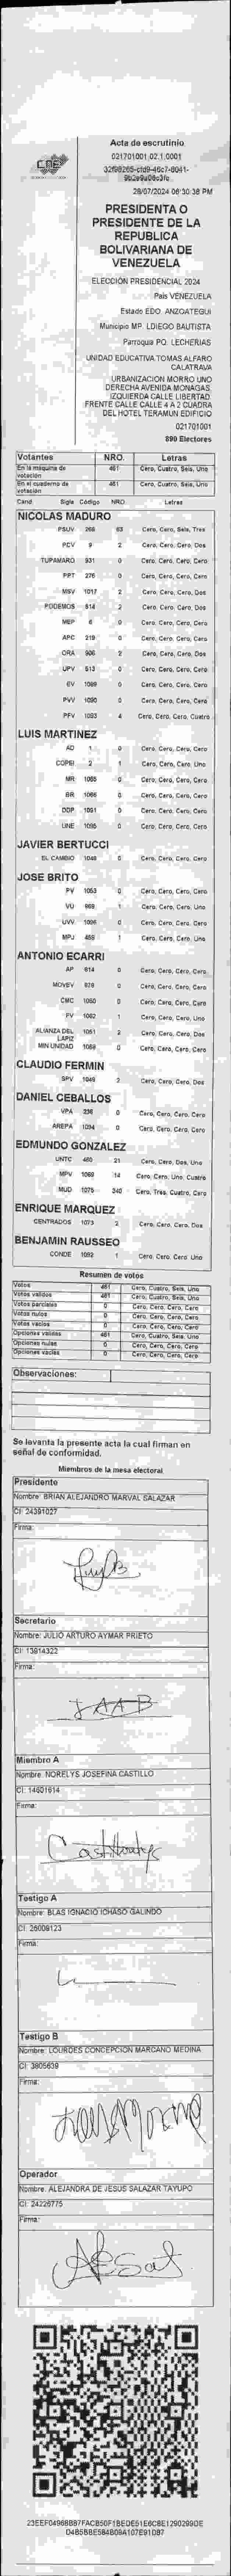 Acta de escrutinio
021701001.02.1.0001
28/07/2024 06:30:36 PM
CNE
PRESIDENTA O
PRESIDENTE DE LA
REPUBLICA
BOLIVARIANA DE
VENEZUELA
ELECCIÓN PRESIDENCIAL 2024
Pais VENEZUELA
Estado EDO. ANZOATEGUI
Municipio MP. LDIEGO BAUTISTA
Parroquia PQ. LECHERIAS
UNIDAD EDUCATIVA TOMAS ALFARO
CALATRAVA
URBANIZACION MORRO UNO
DERECHA AVENIDA MONAGAS.
IZQUIERDA CALLE LIBERTAD.
FRENTE CALLE CALLE 4 A 2 CUADRA
DEL HOTEL TERAMUN EDIFICIO
021701001
890 Electores
Votantes NRO. Letras
En la máquina de votación 461 Cero, Cuatro, Seis, Uno
En el cuaderno de votación 461 Cero, Cuatro, Seis, Uno
Cand. Sigla Código NRO. Letras
NICOLAS MADURO
PSUV 268 63 Cero, Cero, Seis, Tres
PCV 9 2 Cero, Cero, Cero, Dos
TUPAMARO 931 0 Cero, Cero, Cero, Cero
PPT 276 0 Cero, Cero, Cero, Cero
MSV 1017 2 Cero, Cero, Cero, Dos
PODEMOS 514 2 Cero, Cero, Cero, Dos
MEP 6 0 Cero, Cero, Cero, Cero
APC 219 0 Cero, Cero, Cero, Cero
ORA 906 2 Cero, Cero, Cero, Dos
UPV 513 0 Cero, Cero, Cero, Cero
EV 1089 0 Cero, Cero, Cero, Cero
PVV 1090 0 Cero, Cero, Cero, Cero
PFV 1093 4 Cero, Cero, Cero, Cuatro
LUIS MARTINEZ
AD 1 0 Cero, Cero, Cero, Cero
COPEI 2 1 Cero, Cero, Cero, Uno
MR 1065 0 Cero, Cero, Cero, Cero
BR 1066 0 Cero, Cero, Cero, Cero
DDP 1091 0 Cero, Cero, Cero, Cero
UNE 1095 0 Cero, Cero, Cero, Cero
JAVIER BERTUCCI
EL CAMBIO 1048 0 Cero, Cero, Cero, Cero
JOSE BRITO
PV 1053 0 Cero, Cero, Cero, Cero
VU 969 1 Cero, Cero, Cero, Uno
UVV 1096 0 Cero, Cero, Cero, Cero
MPJ 459 1 Cero, Cero, Cero, Uno
ANTONIO ECARRI
AP 814 0 Cero, Cero, Cero, Cero
MOVEV 826 0 Cero, Cero, Cero, Cero
CMC 1060 0 Cero, Cero, Cero, Cero
FV 1062 1 Cero, Cero, Cero, Uno
ALIANZA DEL LAPIZ 1051 2 Cero, Cero, Cero, Dos
MIN UNIDAD 1058 0 Cero, Cero, Cero, Cero
CLAUDIO FERMIN
SPV 1049 2 Cero, Cero, Cero, Dos
DANIEL CEBALLOS
VPA 236 0 Cero, Cero, Cero, Cero
AREPA 1094 0 Cero, Cero, Cero, Cero
EDMUNDO GONZALEZ
UNTC 460 21 Cero, Cero, Dos, Uno
MPV 1069 14 Cero, Cero, Uno, Cuatro
MUD 1075 340 Cero, Tres, Cuatro, Cero
ENRIQUE MARQUEZ
CENTRADOS 1073 2 Cero, Cero, Cero, Dos
BENJAMIN RAUSSEO
CONDE 1092 1 Cero, Cero, Cero, Uno
Resumen de votos
Votos 461 Cero, Cuatro, Seis, Uno
Votos validos 461 Cero, Cuatro, Seis, Uno
Votos parciales 0 Cero, Cero, Cero, Cero
Votos nulos 0 Cero, Cero, Cero, Cero
Votos vacíos 0 Cero, Cero, Cero, Cero
Opciones validas 461 Cero, Cuatro, Seis, Uno
Opciones nulas 0 Cero, Cero, Cero, Cero
Opciones vacías 0 Cero, Cero, Cero, Cero
Observaciones:
Se levanta la presente acta la cual firman en
señal de conformidad.
Miembros de la mesa electoral
Presidente
Nombre: BRIAN ALEJANDRO MARVAL SALAZAR
CI: 24391027
Firma:
Secretario
Nombre: JULIO ARTURO AYMAR PRIETO
CI: 13914322
Firma:
JAAP
Miembro A
Nombre: NORELYS JOSEFINA CASTILLO
CI: 14601614
Firma:
Testigo A
Nombre: BLAS IGNACIO ICHASO GALINDO
CI: 26009123
Firma:
Testigo B
Nombre: LOURDES CONCEPCION MARCANO MEDINA
CI: 3805639
Firma:
Operador
Nombre: ALEJANDRA DE JESUS SALAZAR TAYUPO
CI: 24226775
Firma: